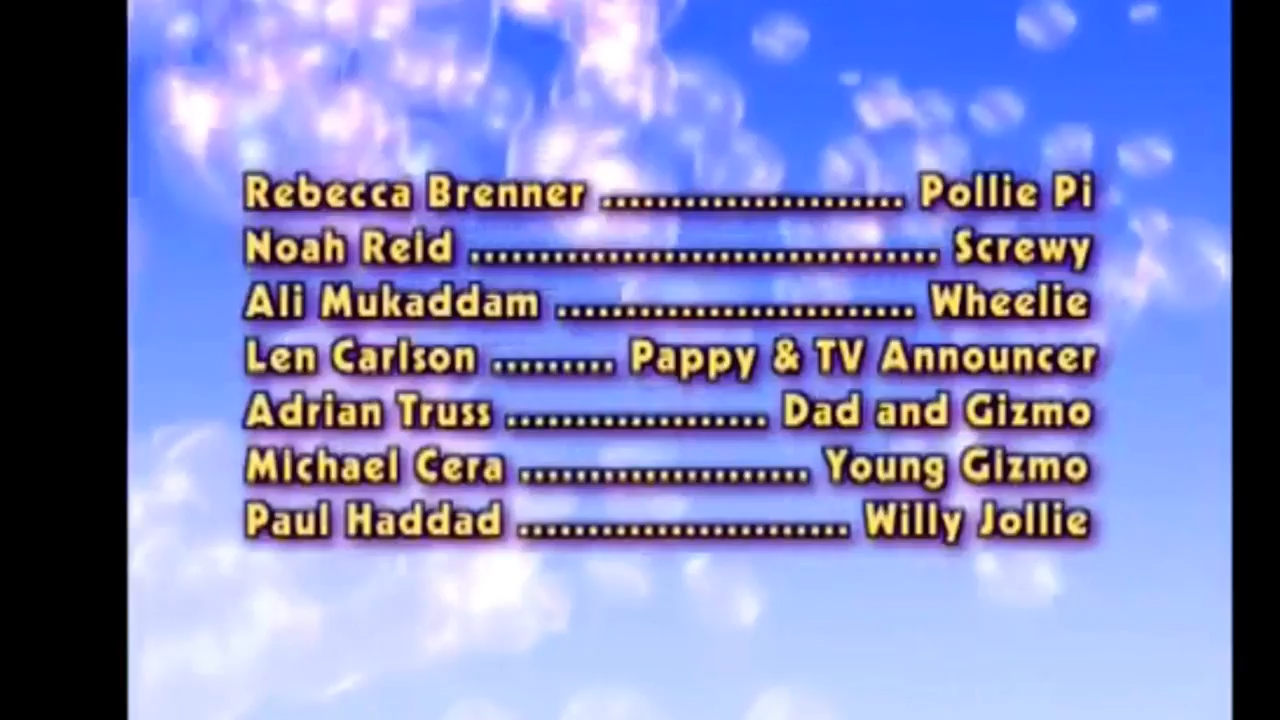 Rebecca Brenner ........................ Pollie Pi
Noah Reid ..................................... Screwy
Ali Mukaddam ............................ Wheelie
Len Carlson ......... Pappy & TV Announcer
Adrian Truss .................... Dad and Gizmo
Michael Cera ....................... Young Gizmo
Paul Haddad .......................... Willy Jollie